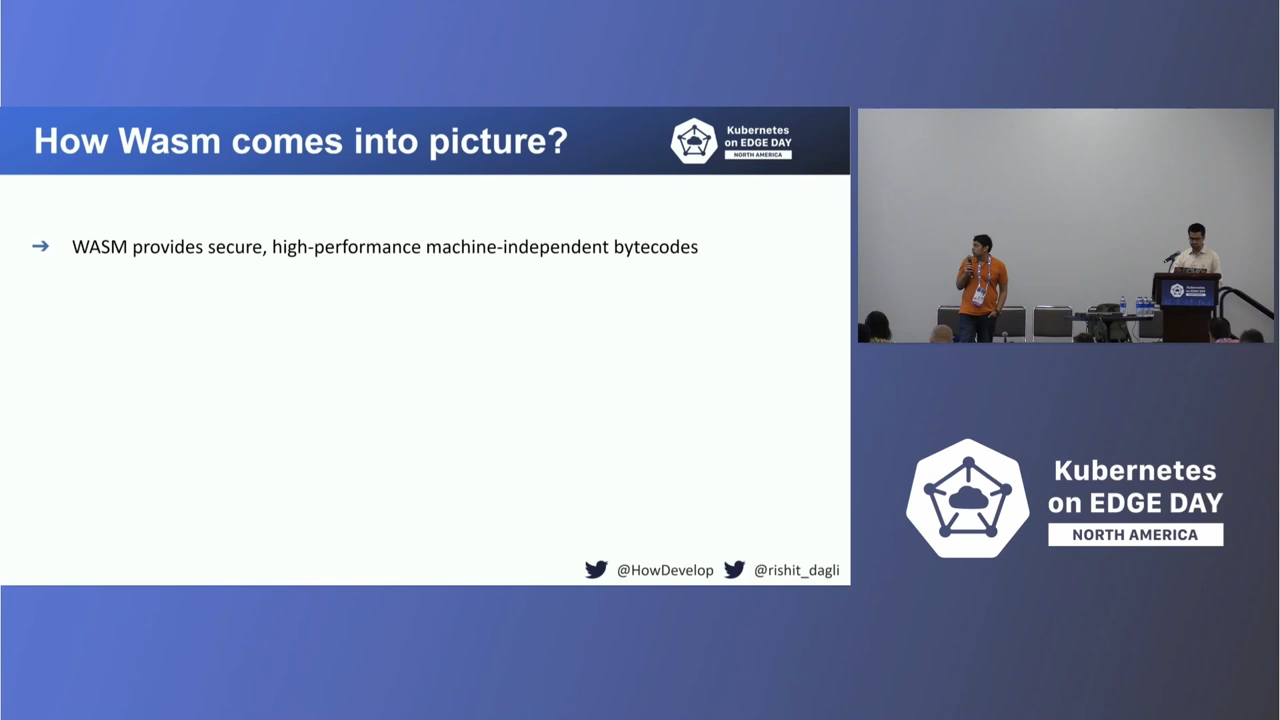 How Wasm comes into picture?
Kubernetes
on EDGE DAY
NORTH AMERICA
➔ WASM provides secure, high-performance machine-independent bytecodes
@HowDevelop @rishit_dagli
Kubernetes
on EDGE DAY
NORTH AMERICA